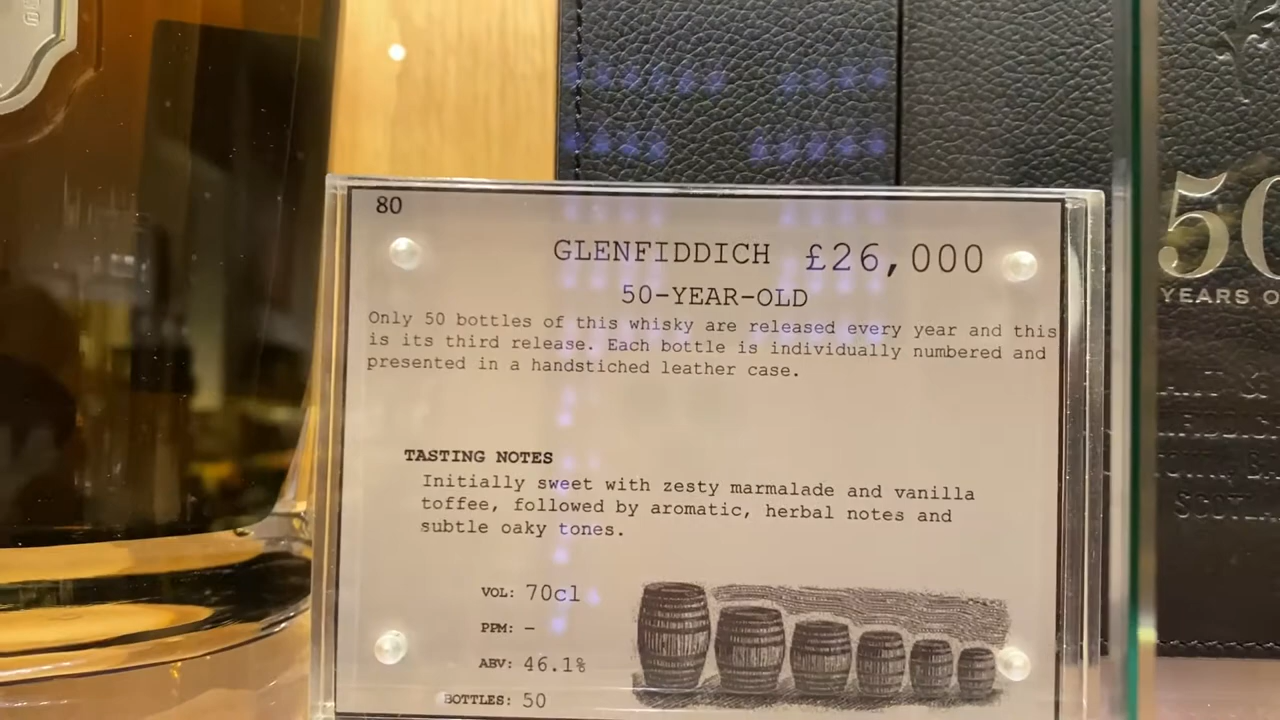 80
GLENFIDDICH £26,000
50-YEAR-OLD
Only 50 bottles of this whisky are released every year and this
is its third release. Each bottle is individually numbered and
presented in a handstiched leather case.
TASTING NOTES
Initially sweet with zesty marmalade and vanilla
toffee, followed by aromatic, herbal notes and
subtle oaky tones.
VOL: 70cl
PPM: –
ABV: 46.1%
BOTTLES: 50
50
YEARS O